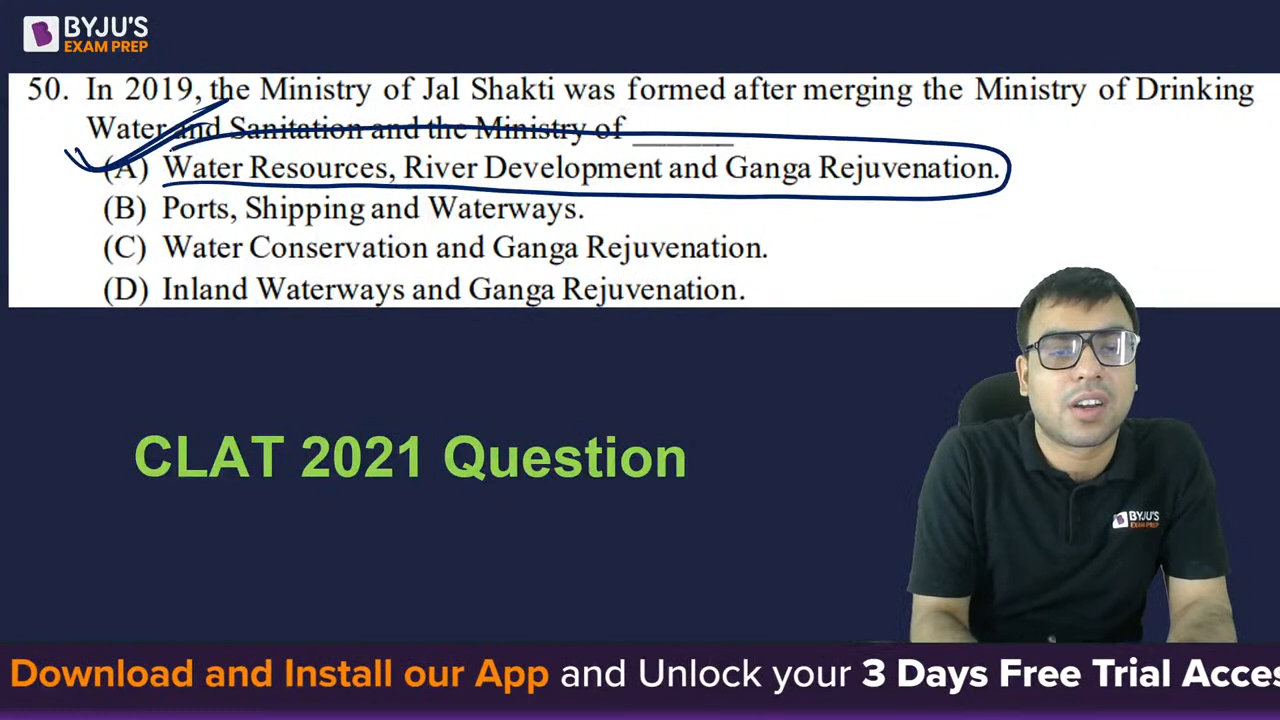 BYJU'S
EXAM PREP
50. In 2019, the Ministry of Jal Shakti was formed after merging the Ministry of Drinking
Water and Sanitation and the Ministry of ______
(A) Water Resources, River Development and Ganga Rejuvenation.
(B) Ports, Shipping and Waterways.
(C) Water Conservation and Ganga Rejuvenation.
(D) Inland Waterways and Ganga Rejuvenation.
CLAT 2021 Question
BYJU'S
EXAM PREP
Download and Install our App and Unlock your 3 Days Free Trial Acces